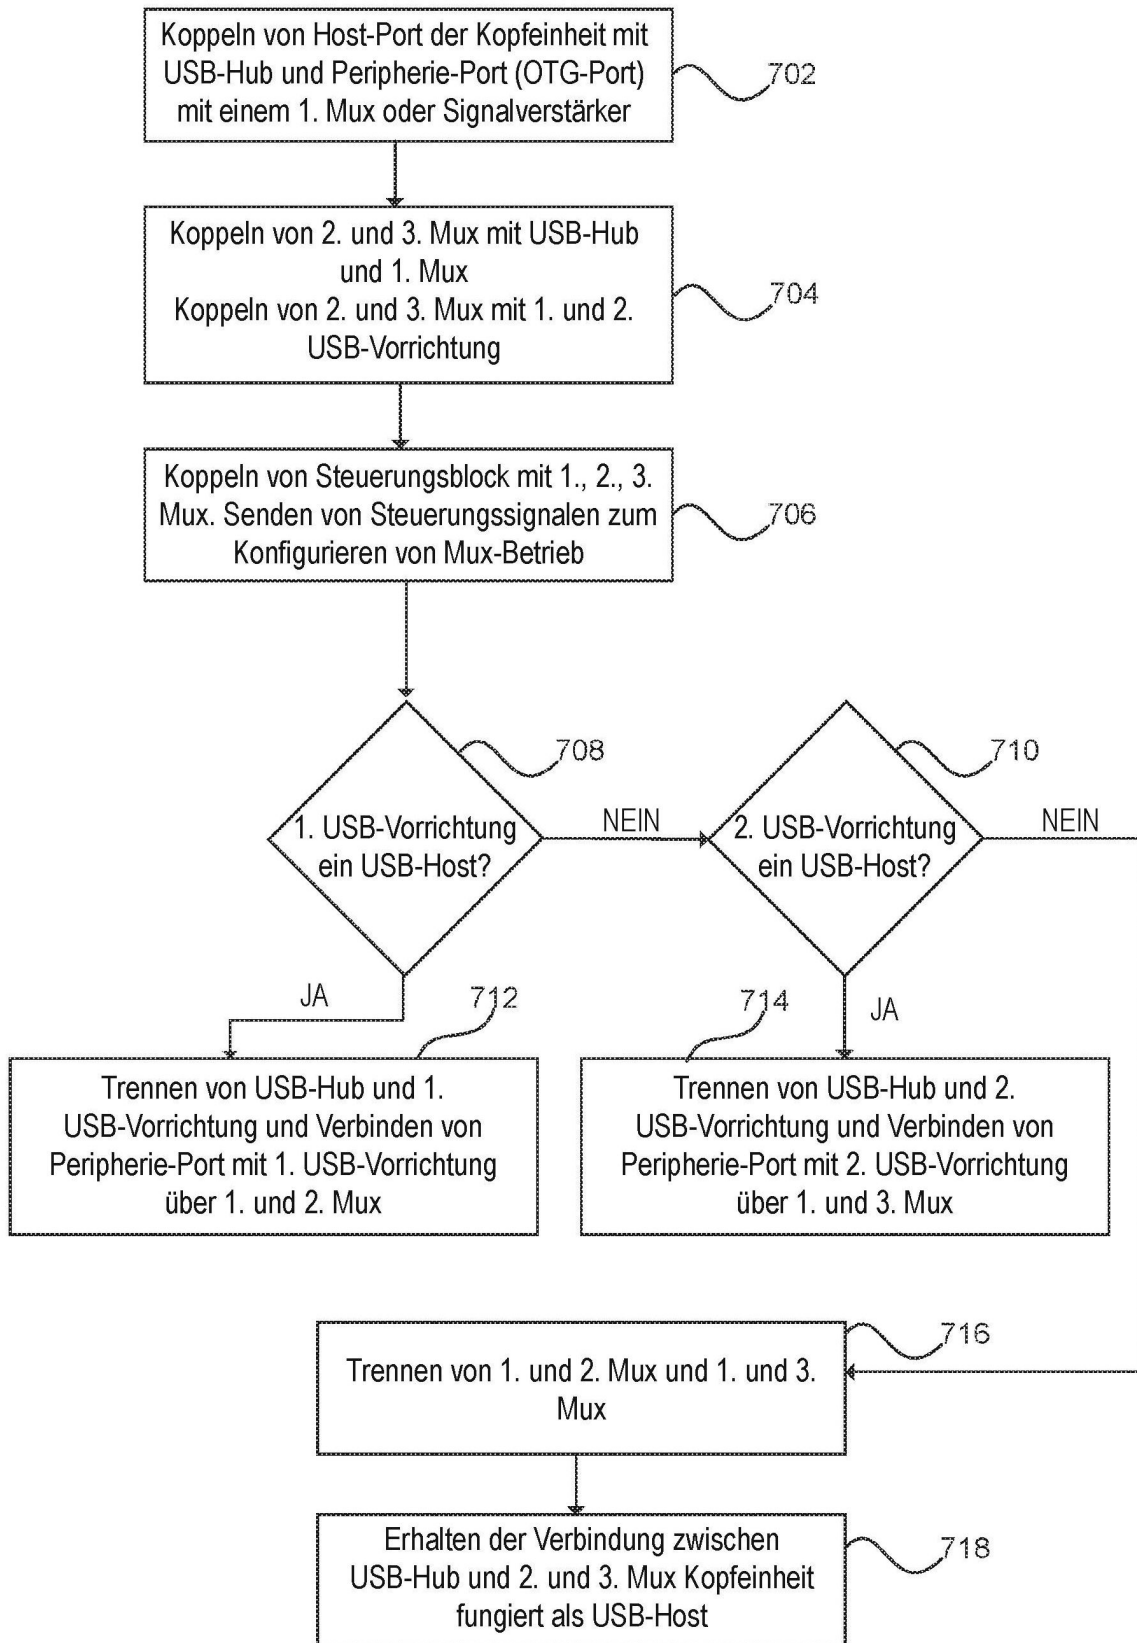 Koppeln von Host-Port der Kopfeinheit mit
USB-Hub und Peripherie-Port (OTG-Port)
mit einem 1. Mux oder Signalverstärker
702
Koppeln von 2. und 3. Mux mit USB-Hub
und 1. Mux
Koppeln von 2. und 3. Mux mit 1. und 2.
USB-Vorrichtung
704
Koppeln von Steuerungsblock mit 1., 2., 3.
Mux. Senden von Steuerungssignalen zum
Konfigurieren von Mux-Betrieb
706
708
1. USB-Vorrichtung
ein USB-Host?
NEIN
710
2. USB-Vorrichtung
ein USB-Host?
NEIN
JA
712
Trennen von USB-Hub und 1.
USB-Vorrichtung und Verbinden von
Peripherie-Port mit 1. USB-Vorrichtung
über 1. und 2. Mux
714
JA
Trennen von USB-Hub und 2.
USB-Vorrichtung und Verbinden von
Peripherie-Port mit 2. USB-Vorrichtung
über 1. und 3. Mux
716
Trennen von 1. und 2. Mux und 1. und 3.
Mux
Erhalten der Verbindung zwischen
USB-Hub und 2. und 3. Mux Kopfeinheit
fungiert als USB-Host
718